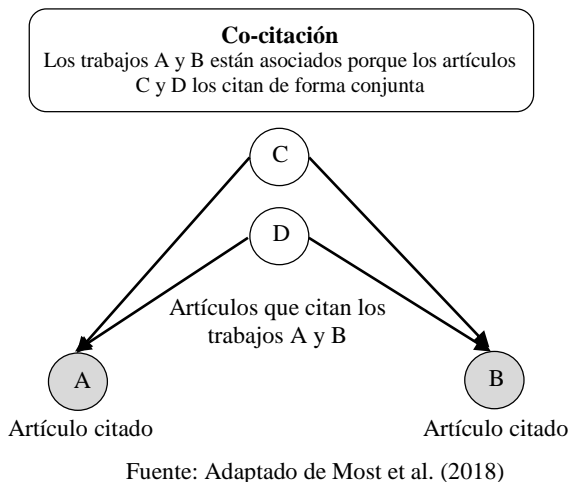 Co-citación
Los trabajos A y B están asociados porque los artículos
C y D los citan de forma conjunta
C
D
Artículos que citan los
trabajos A y B
A
B
Artículo citado
Artículo citado
Fuente: Adaptado de Most et al. (2018)